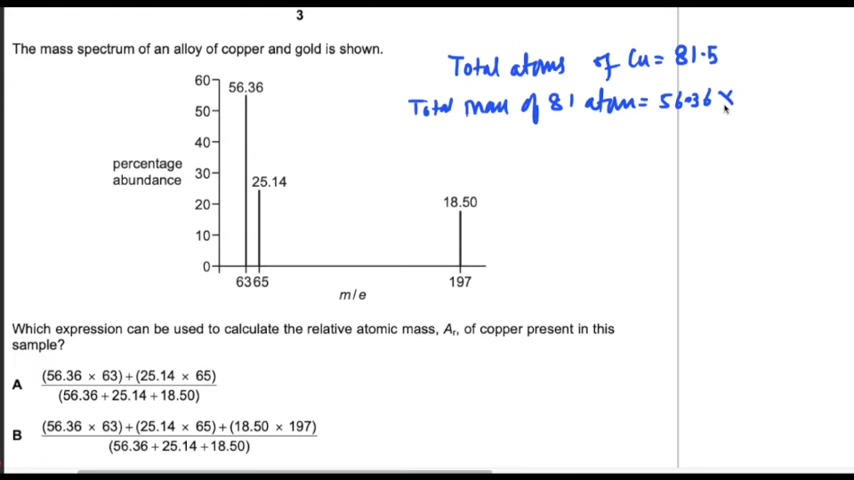 3
The mass spectrum of an alloy of copper and gold is shown.
Total atoms of Cu = 81.5
Total mass of 81 atom = 56.36 x
60
56.36
50
40
percentage
abundance
30
25.14
20
18.50
10
0
63 65
197
m/e
Which expression can be used to calculate the relative atomic mass, Ar, of copper present in this
sample?
A
(56.36 × 63)+(25.14 × 65)
(56.36+25.14+18.50)
B
(56.36 × 63)+(25.14 × 65)+(18.50 × 197)
(56.36+25.14+18.50)